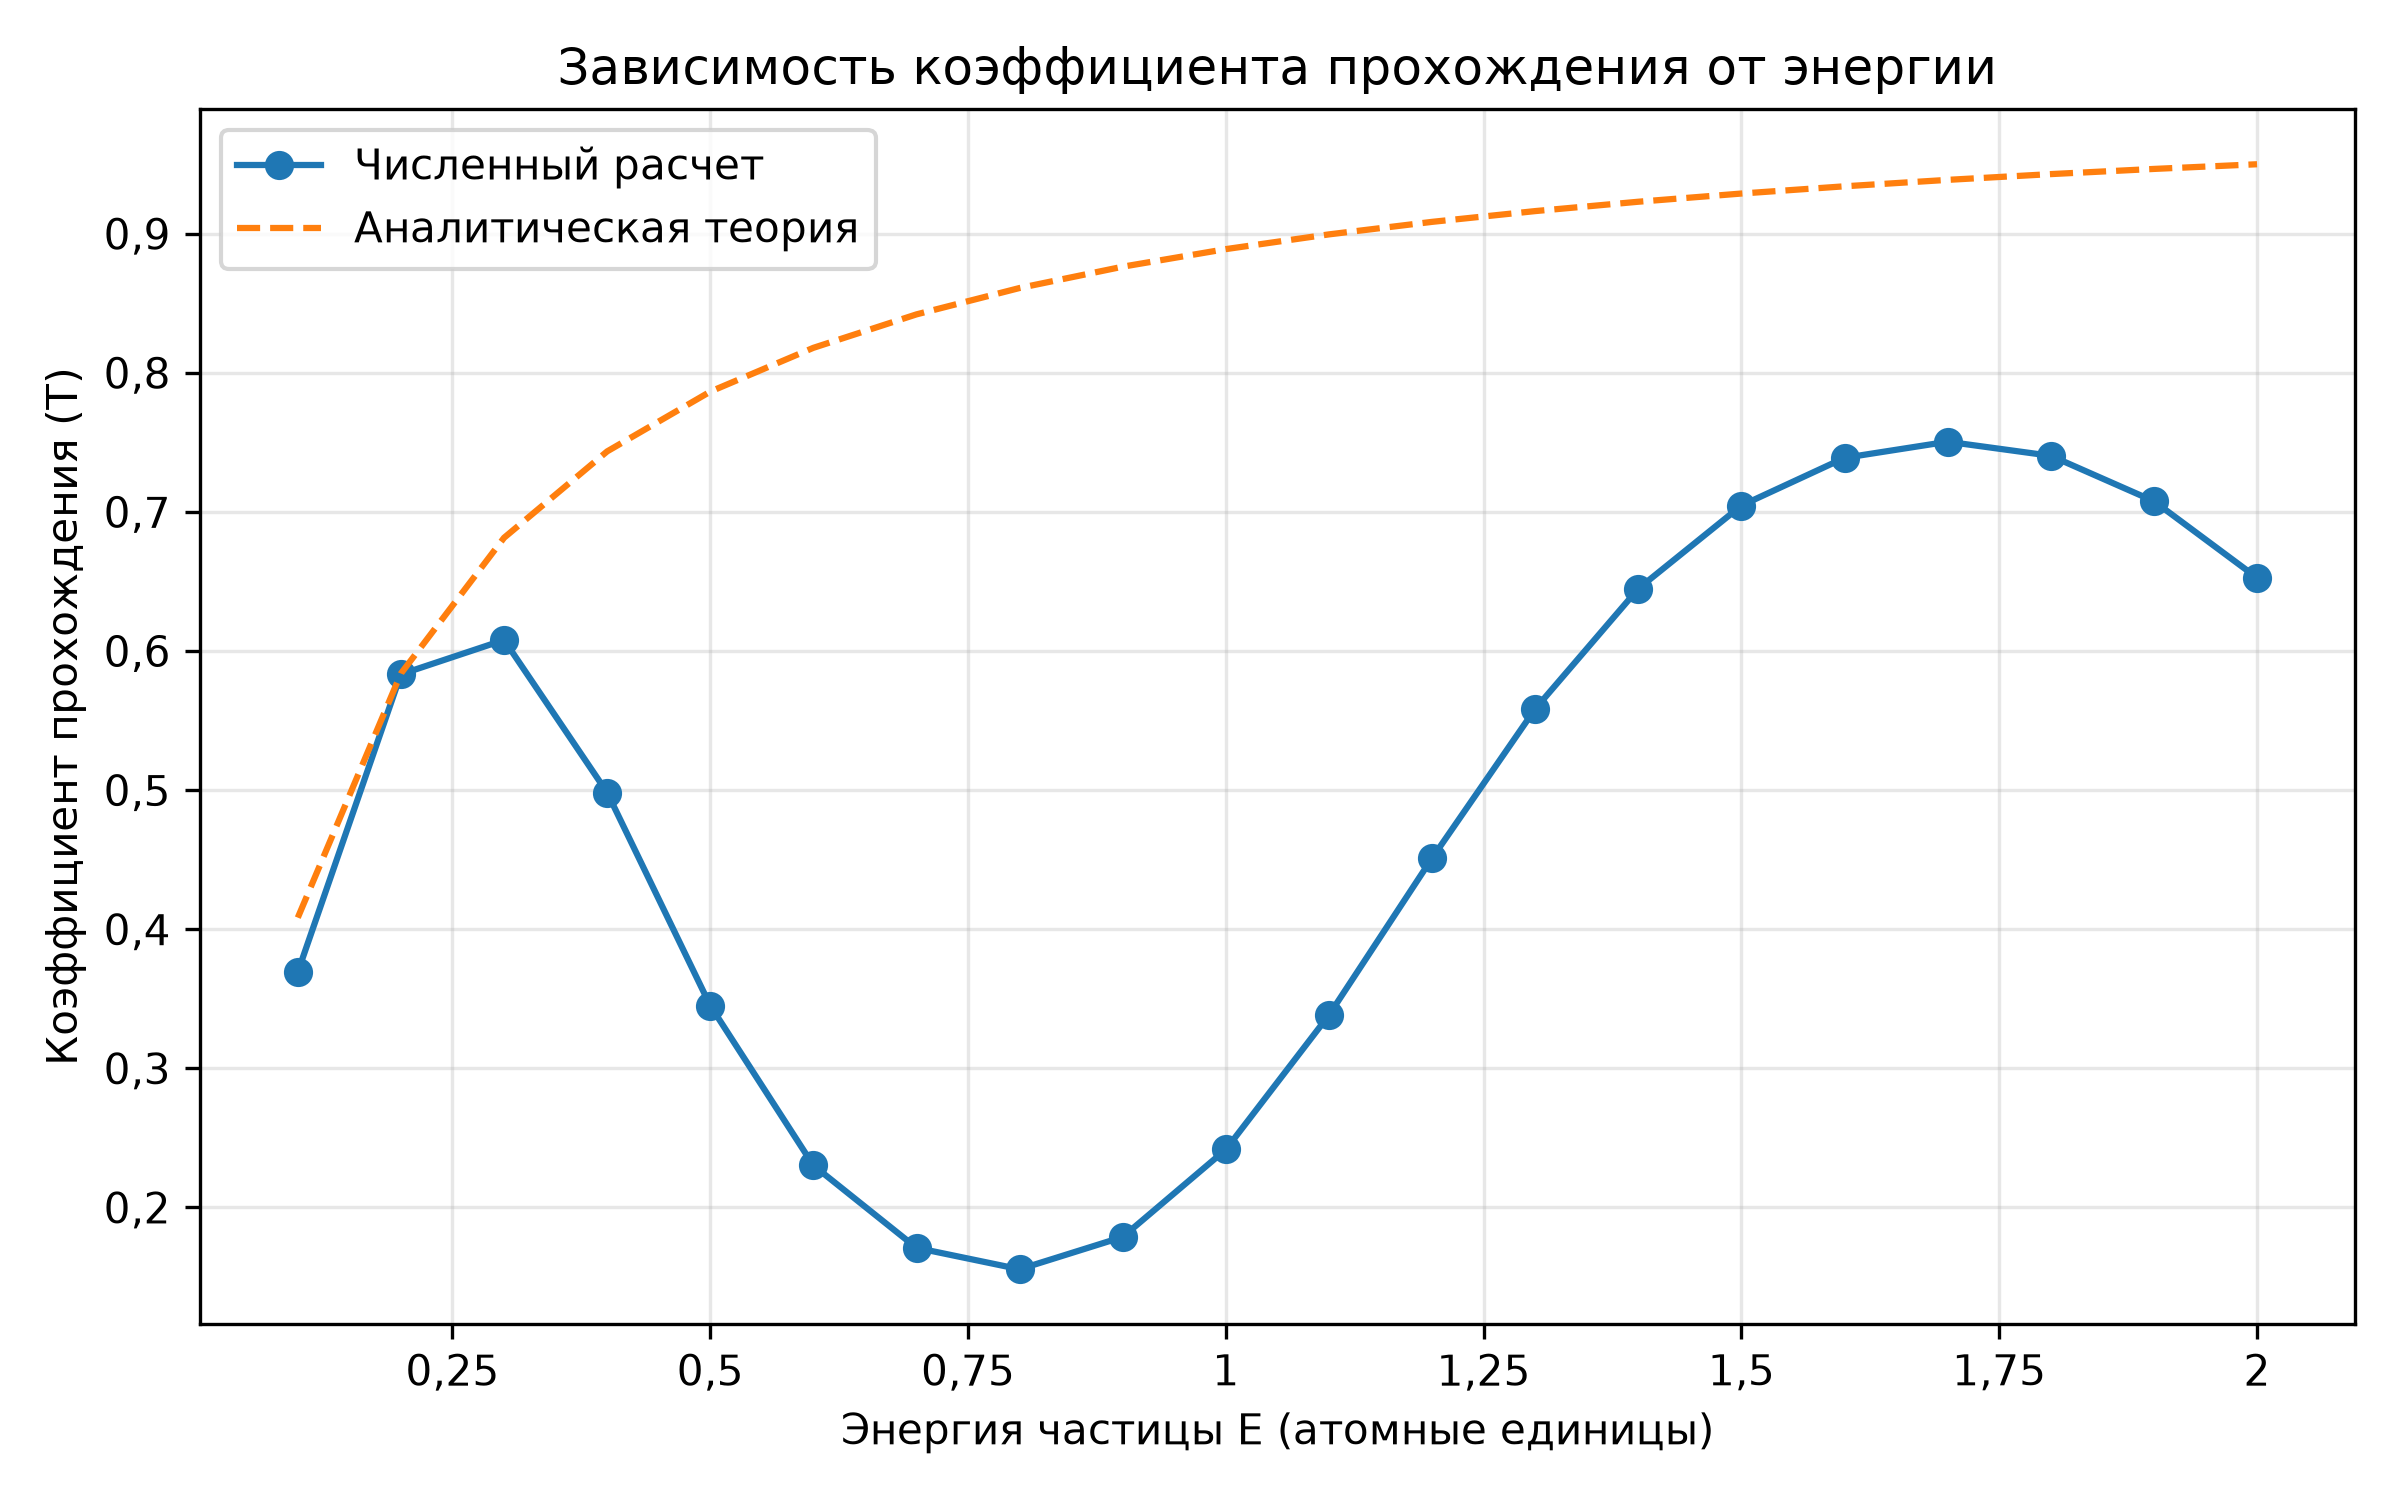 Зависимость коэффициента прохождения от энергии
Численный расчет
Аналитическая теория
Коэффициент прохождения (T)
0,9
0,8
0,7
0,6
0,5
0,4
0,3
0,2
0,25 0,5 0,75 1 1,25 1,5 1,75 2
Энергия частицы E (атомные единицы)